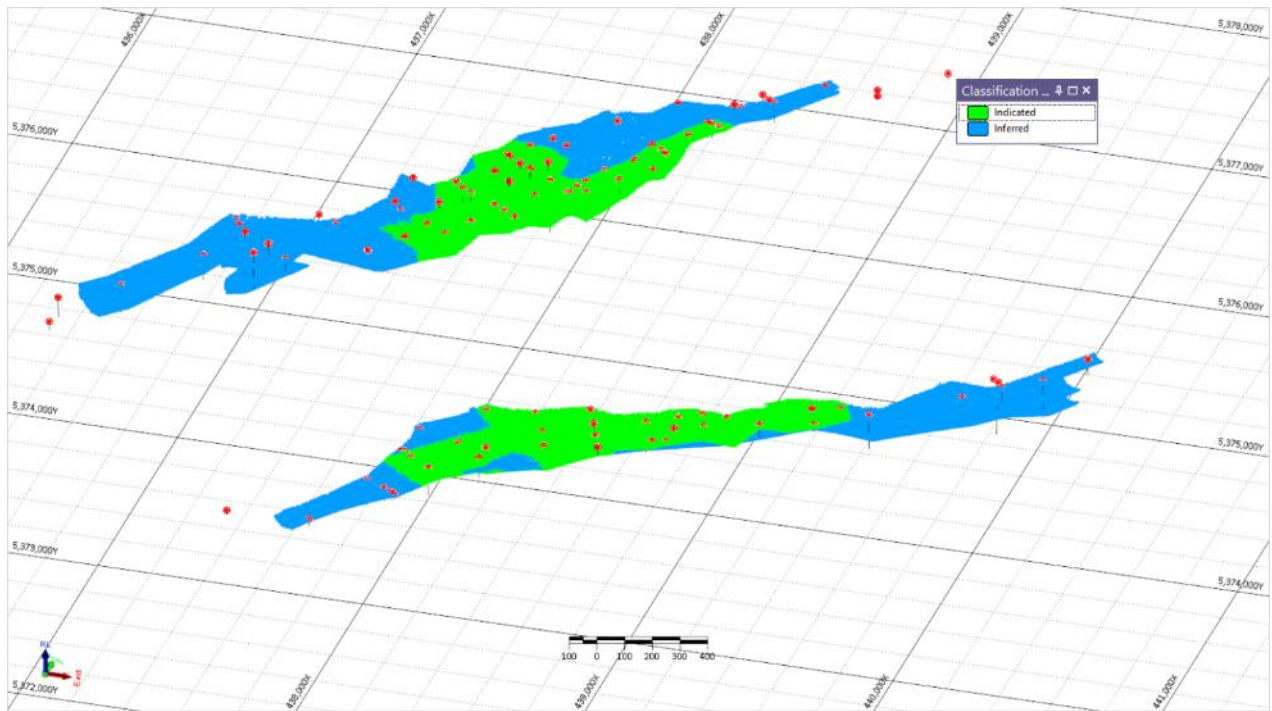 436,000X
437,000X
438,000X
439,000X
5,378,000Y
5,376,000Y
Classification ...
Indicated
Inferred
5,377,000Y
5,375,000Y
5,376,000Y
5,374,000Y
5,375,000Y
5,373,000Y
5,374,000Y
100 0 100 200 300 400
RL
East
5,372,000Y
438,000X
439,000X
440,000X
441,000X